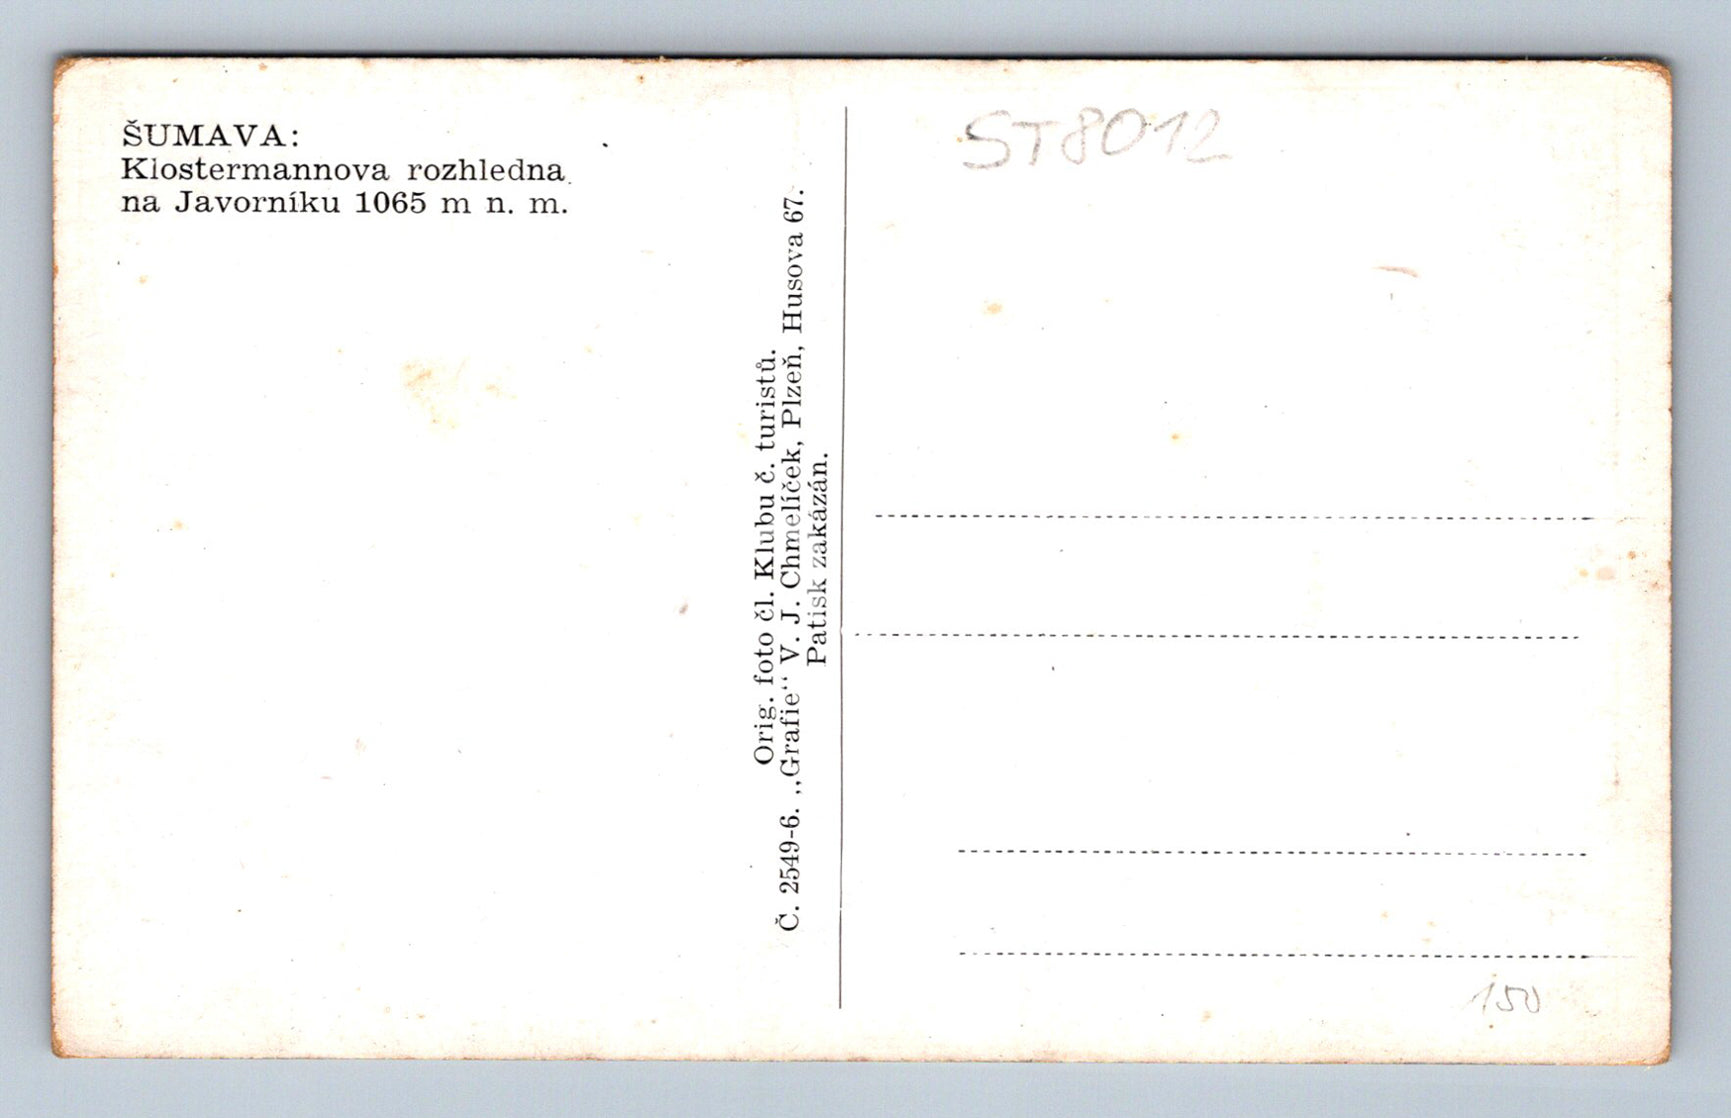 ŠUMAVA:
Klostermannova rozhledna
na Javorníku 1065 m n. m.
Orig. foto čl. Klubu č. turistů.
Č. 2549-6. ,,Grafie“ V. J. Chmelíček, Plzeň, Husova 67.
Patisk zakázán.
ST8012
150